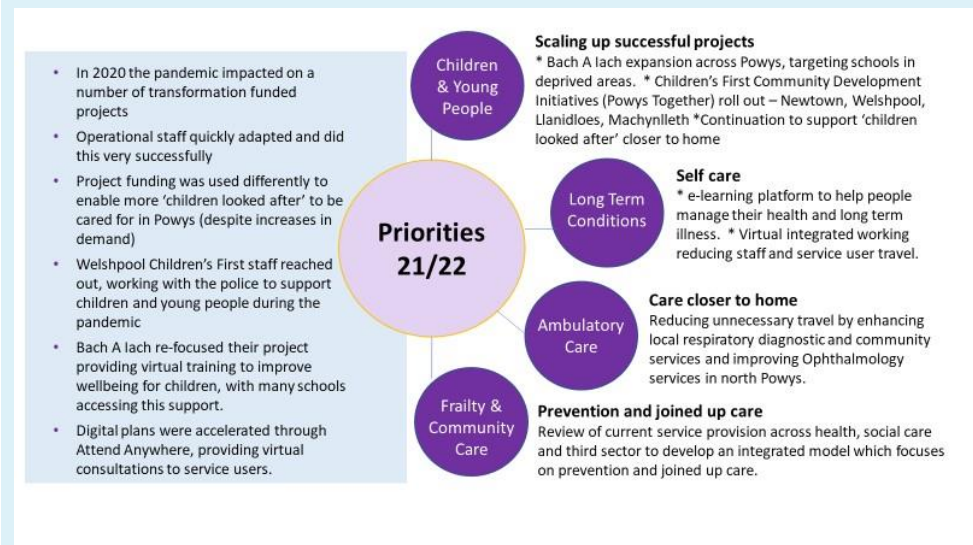 • In 2020 the pandemic impacted on a
number of transformation funded
projects
• Operational staff quickly adapted and did
this very successfully
• Project funding was used differently to
enable more ‘children looked after’ to be
cared for in Powys (despite increases in
demand)
• Welshpool Children’s First staff reached
out, working with the police to support
children and young people during the
pandemic
• Bach A Iach re-focused their project
providing virtual training to improve
wellbeing for children, with many schools
accessing this support.
• Digital plans were accelerated through
Attend Anywhere, providing virtual
consultations to service users.
Priorities
21/22
Children
& Young
People
Scaling up successful projects
* Bach A Iach expansion across Powys, targeting schools in
deprived areas.  * Children’s First Community Development
Initiatives (Powys Together) roll out – Newtown, Welshpool,
Llanidloes, Machynlleth *Continuation to support ‘children
looked after’ closer to home
Long Term
Conditions
Self care
* e-learning platform to help people
manage their health and long term
illness.  * Virtual integrated working
reducing staff and service user travel.
Ambulatory
Care
Care closer to home
Reducing unnecessary travel by enhancing
local respiratory diagnostic and community
services and improving Ophthalmology
services in north Powys.
Frailty &
Community
Care
Prevention and joined up care
Review of current service provision across health, social care
and third sector to develop an integrated model which focuses
on prevention and joined up care.